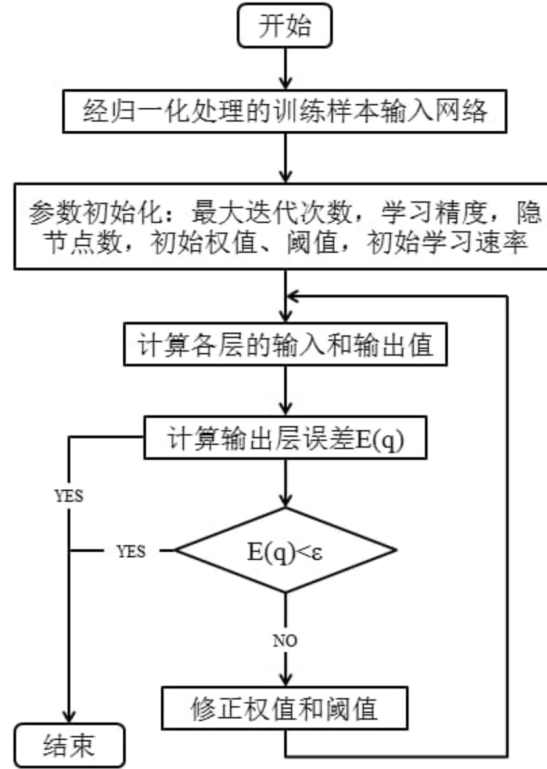 开始
经归一化处理的训练样本输入网络
参数初始化：最大迭代次数，学习精度，隐
节点数，初始权值、阈值，初始学习速率
计算各层的输入和输出值
计算输出层误差E(q)
YES
YES
E(q)<ε
NO
修正权值和阈值
结束